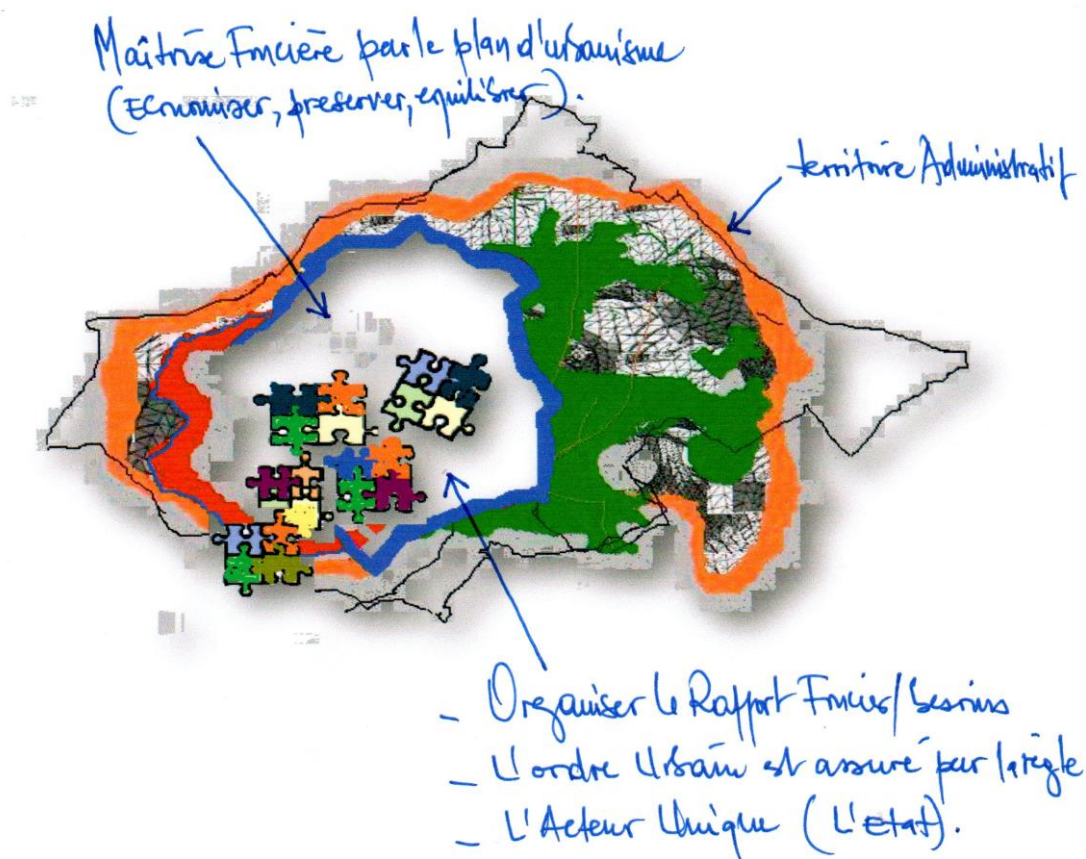 Maîtrise Foncière par le plan d'urbanisme
(Economiser, preserver, equilibrer).
territoire Administratif
- Organiser le Rapport Foncier/besoins
- L'ordre Urbain est assuré par la règle
- L'Acteur Unique (L'Etat).